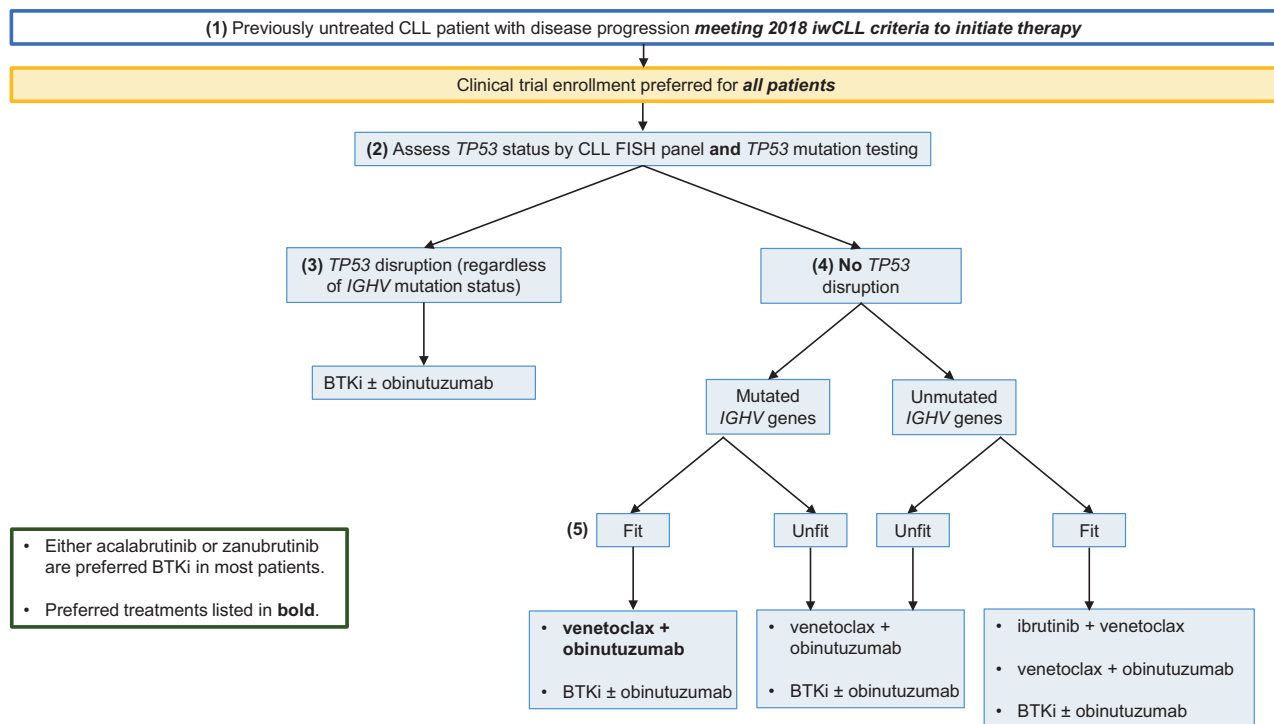 (1) Previously untreated CLL patient with disease progression meeting 2018 iwCLL criteria to initiate therapy
Clinical trial enrollment preferred for all patients
(2) Assess TP53 status by CLL FISH panel and TP53 mutation testing
(3) TP53 disruption (regardless
of IGHV mutation status)
(4) No TP53
disruption
BTKi ± obinutuzumab
Mutated
IGHV genes
Unmutated
IGHV genes
(5)
Fit
Unfit
Unfit
Fit
• Either acalabrutinib or zanubrutinib
are preferred BTKi in most patients.
• Preferred treatments listed in bold.
• venetoclax +
obinutuzumab
• BTKi ± obinutuzumab
• venetoclax +
obinutuzumab
• BTKi ± obinutuzumab
• ibrutinib + venetoclax
• venetoclax + obinutuzumab
• BTKi ± obinutuzumab